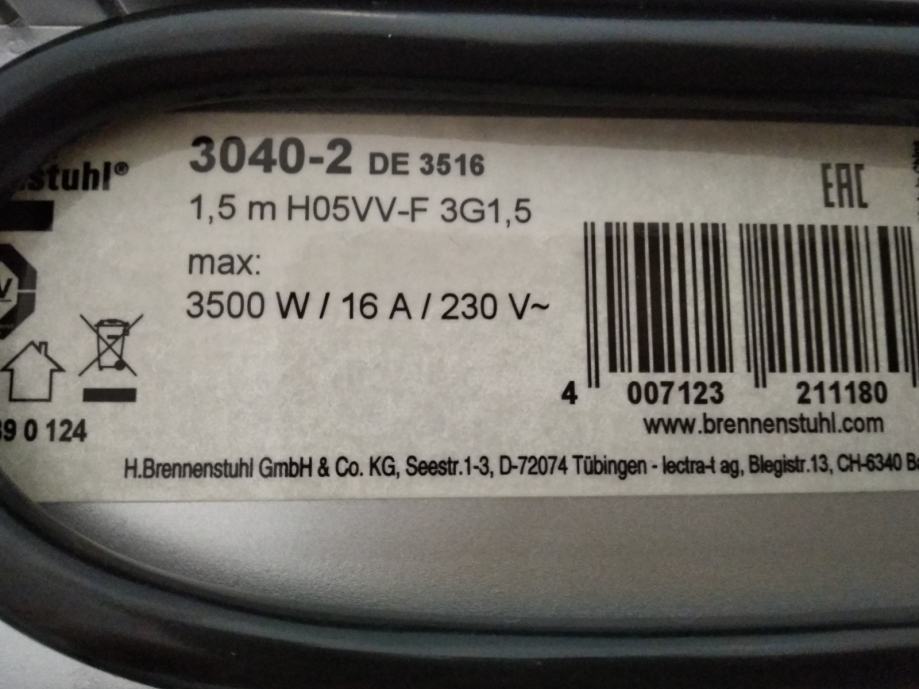 3040-2 DE 3516
stuhl®
1,5 m H05VV-F 3G1,5
EAC
max:
3500 W / 16 A / 230 V~
4 007123 211180
www.brennenstuhl.com
0 124
H.Brennenstuhl GmbH & Co. KG, Seestr.1-3, D-72074 Tübingen - lectra-t ag, Blegistr.13, CH-6340